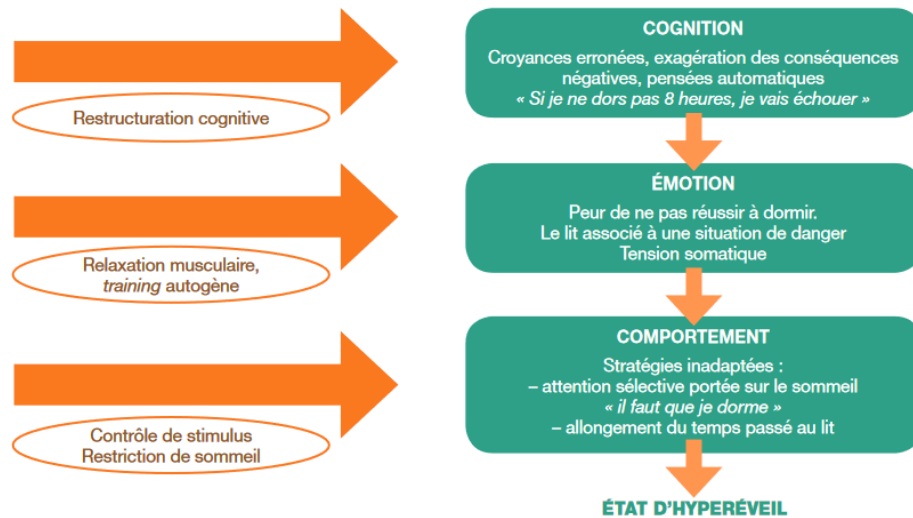 COGNITION
Croyances erronées, exagération des conséquences
négatives, pensées automatiques
« Si je ne dors pas 8 heures, je vais échouer »
Restructuration cognitive
ÉMOTION
Peur de ne pas réussir à dormir.
Le lit associé à une situation de danger
Tension somatique
Relaxation musculaire,
training autogène
COMPORTEMENT
Stratégies inadaptées :
– attention sélective portée sur le sommeil
« il faut que je dorme »
– allongement du temps passé au lit
Contrôle de stimulus
Restriction de sommeil
ÉTAT D’HYPERÉVEIL